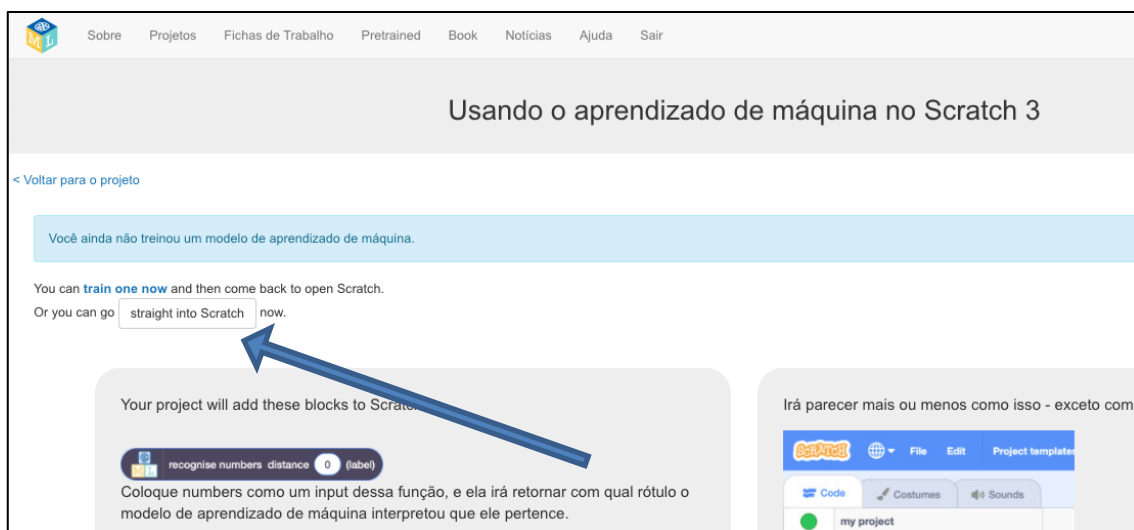 Sobre Projetos Fichas de Trabalho Pretrained Book Notícias Ajuda Sair
Usando o aprendizado de máquina no Scratch 3
< Voltar para o projeto
Você ainda não treinou um modelo de aprendizado de máquina.
You can train one now and then come back to open Scratch.
Or you can go straight into Scratch now.
Your project will add these blocks to Scratch
recognise numbers distance 0 (label)
Coloque numbers como um input dessa função, e ela irá retornar com qual rótulo o
modelo de aprendizado de máquina interpretou que ele pertence.
Irá parecer mais ou menos como isso - exceto com
SCRATCH File Edit Project templates
Code Costumes Sounds
my project